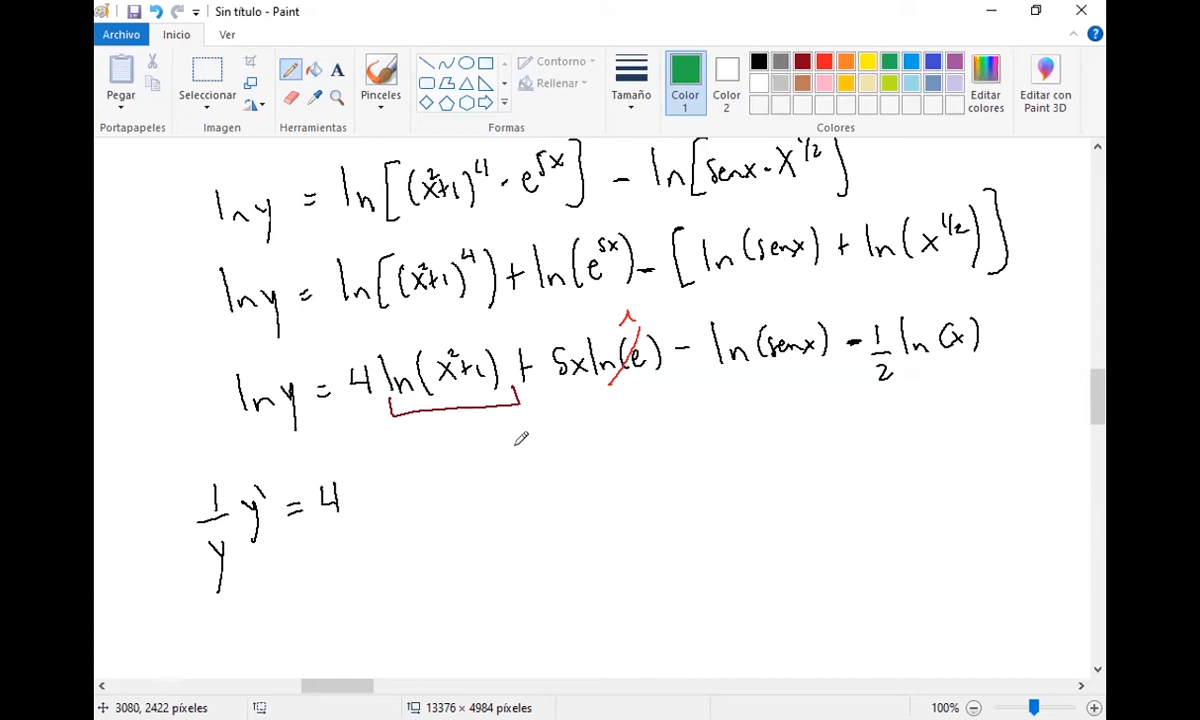 Sin título - Paint
Archivo Inicio Ver
Pegar Seleccionar A Pinceles Contorno Rellenar Tamaño Color 1 Color 2 Editar colores Editar con Paint 3D
Portapapeles Imagen Herramientas Formas Colores
ln y = ln[(x²+1)⁴ · e^5x] - ln[senx · x^1/2]
ln y = ln[(x²+1)⁴) + ln(e^5x) - [ln(senx) + ln(x^1/2)]
1
ln y = 4 ln(x²+1) + 5x ln(e) - ln(senx) - 1/2 ln(x)
1/y y' = 4
3080, 2422 píxeles 13376 × 4984 píxeles 100%